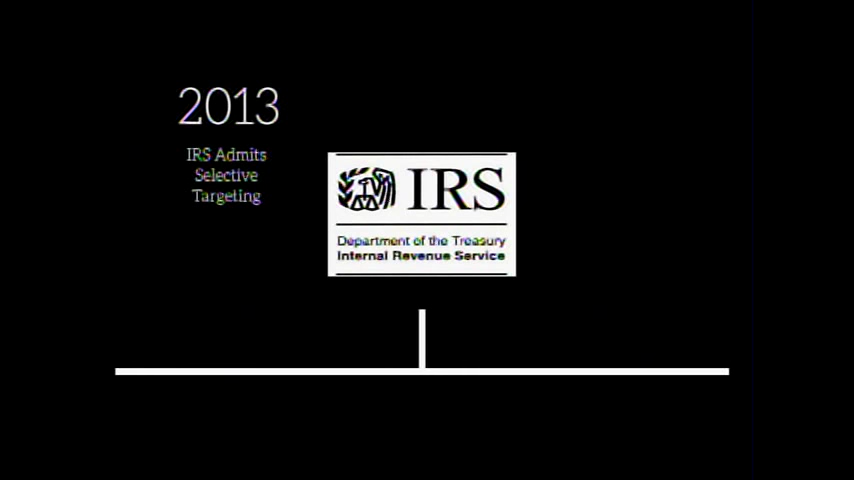 2013
IRS Admits
Selective
Targeting
IRS
Department of the Treasury
Internal Revenue Service